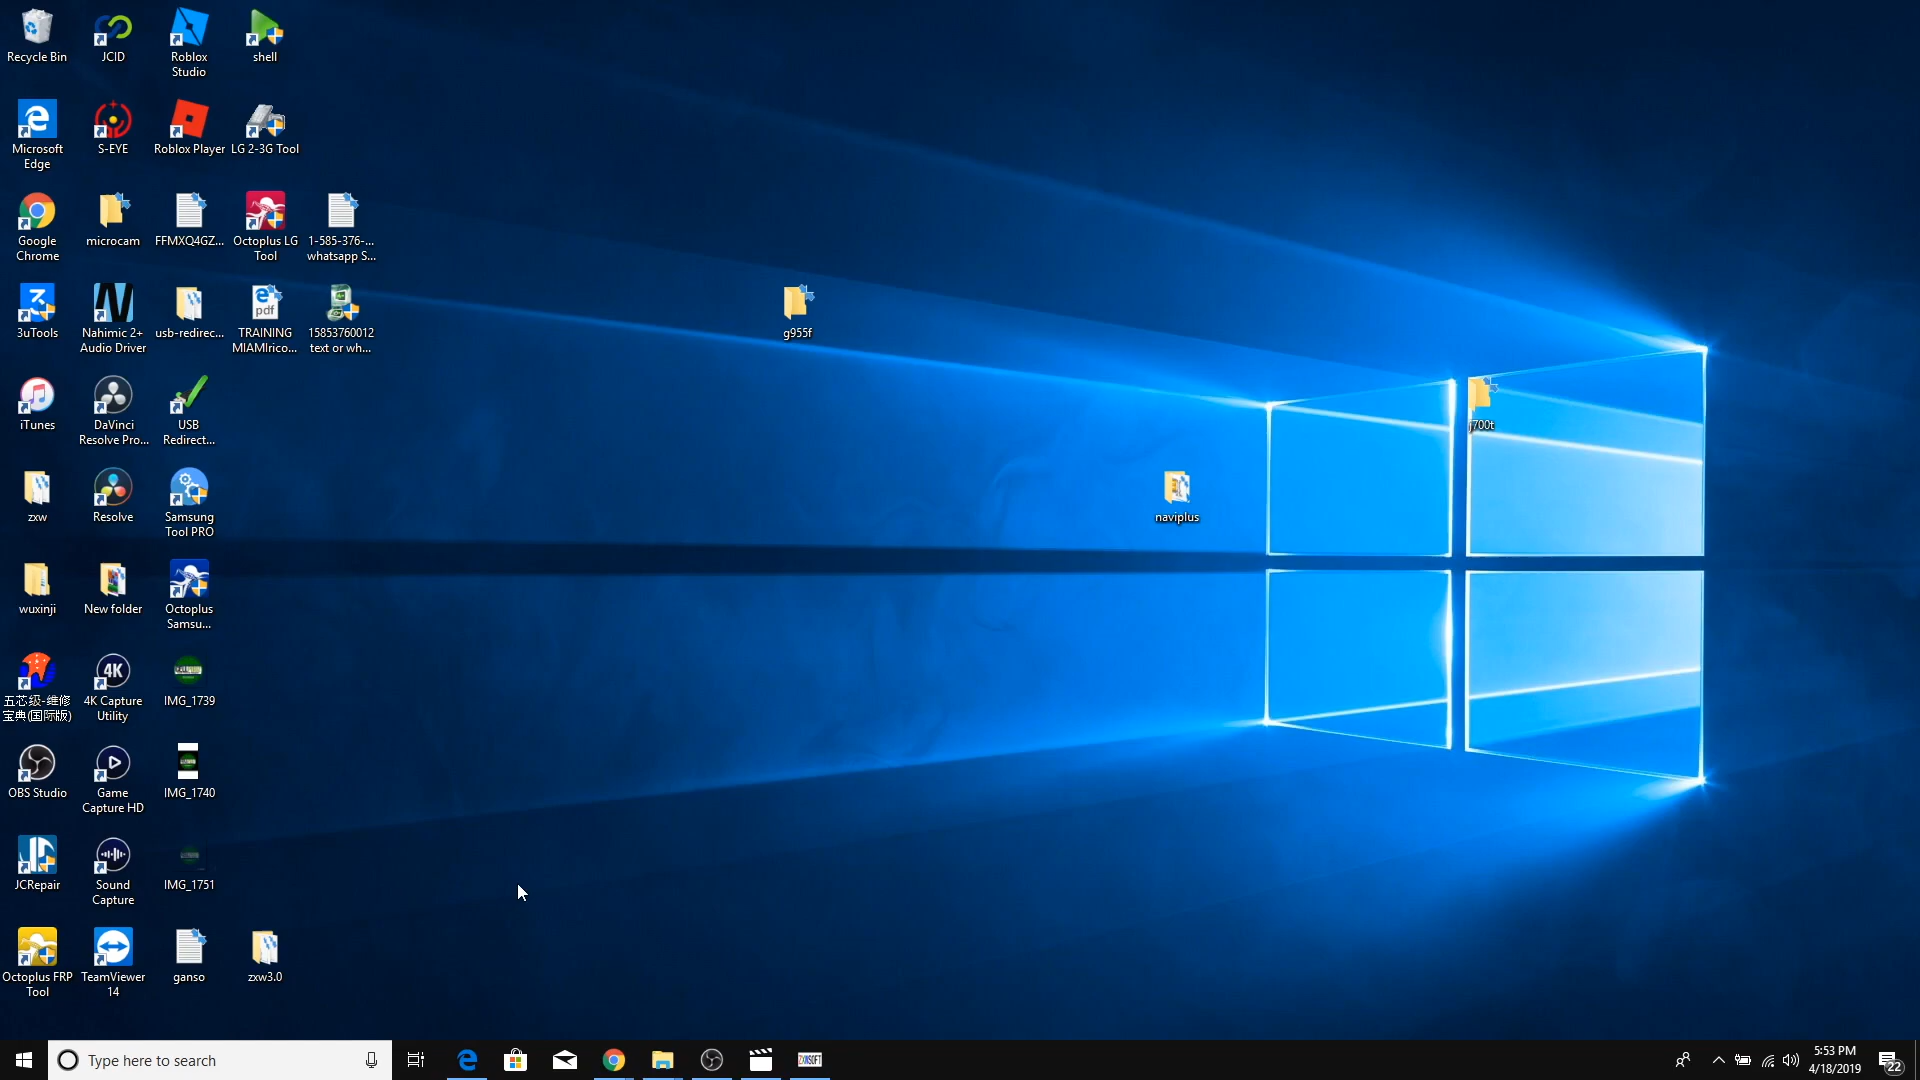 Recycle Bin
JCID
Roblox
Studio
shell
Microsoft
Edge
S-EYE
Roblox Player
LG 2-3G Tool
Google
Chrome
microcam
FFMXQ4GZ...
Octoplus LG
Tool
1-585-376-...
whatsapp S...
3uTools
Nahimic 2+
Audio Driver
usb-redirec...
pdf
TRAINING
MIAMIrico...
15853760012
text or wh...
g955f
iTunes
DaVinci
Resolve Pro...
USB
Redirect...
j700t
zxw
Resolve
Samsung
Tool PRO
naviplus
wuxinji
New folder
Octoplus
Samsu...
五芯级-维修
宝典(国际版)
4K
4K Capture
Utility
IMG_1739
OBS Studio
Game
Capture HD
IMG_1740
JCRepair
Sound
Capture
IMG_1751
Octoplus FRP
Tool
TeamViewer
14
ganso
zxw3.0
Type here to search
ZXWSOFT
5:53 PM
4/18/2019
22